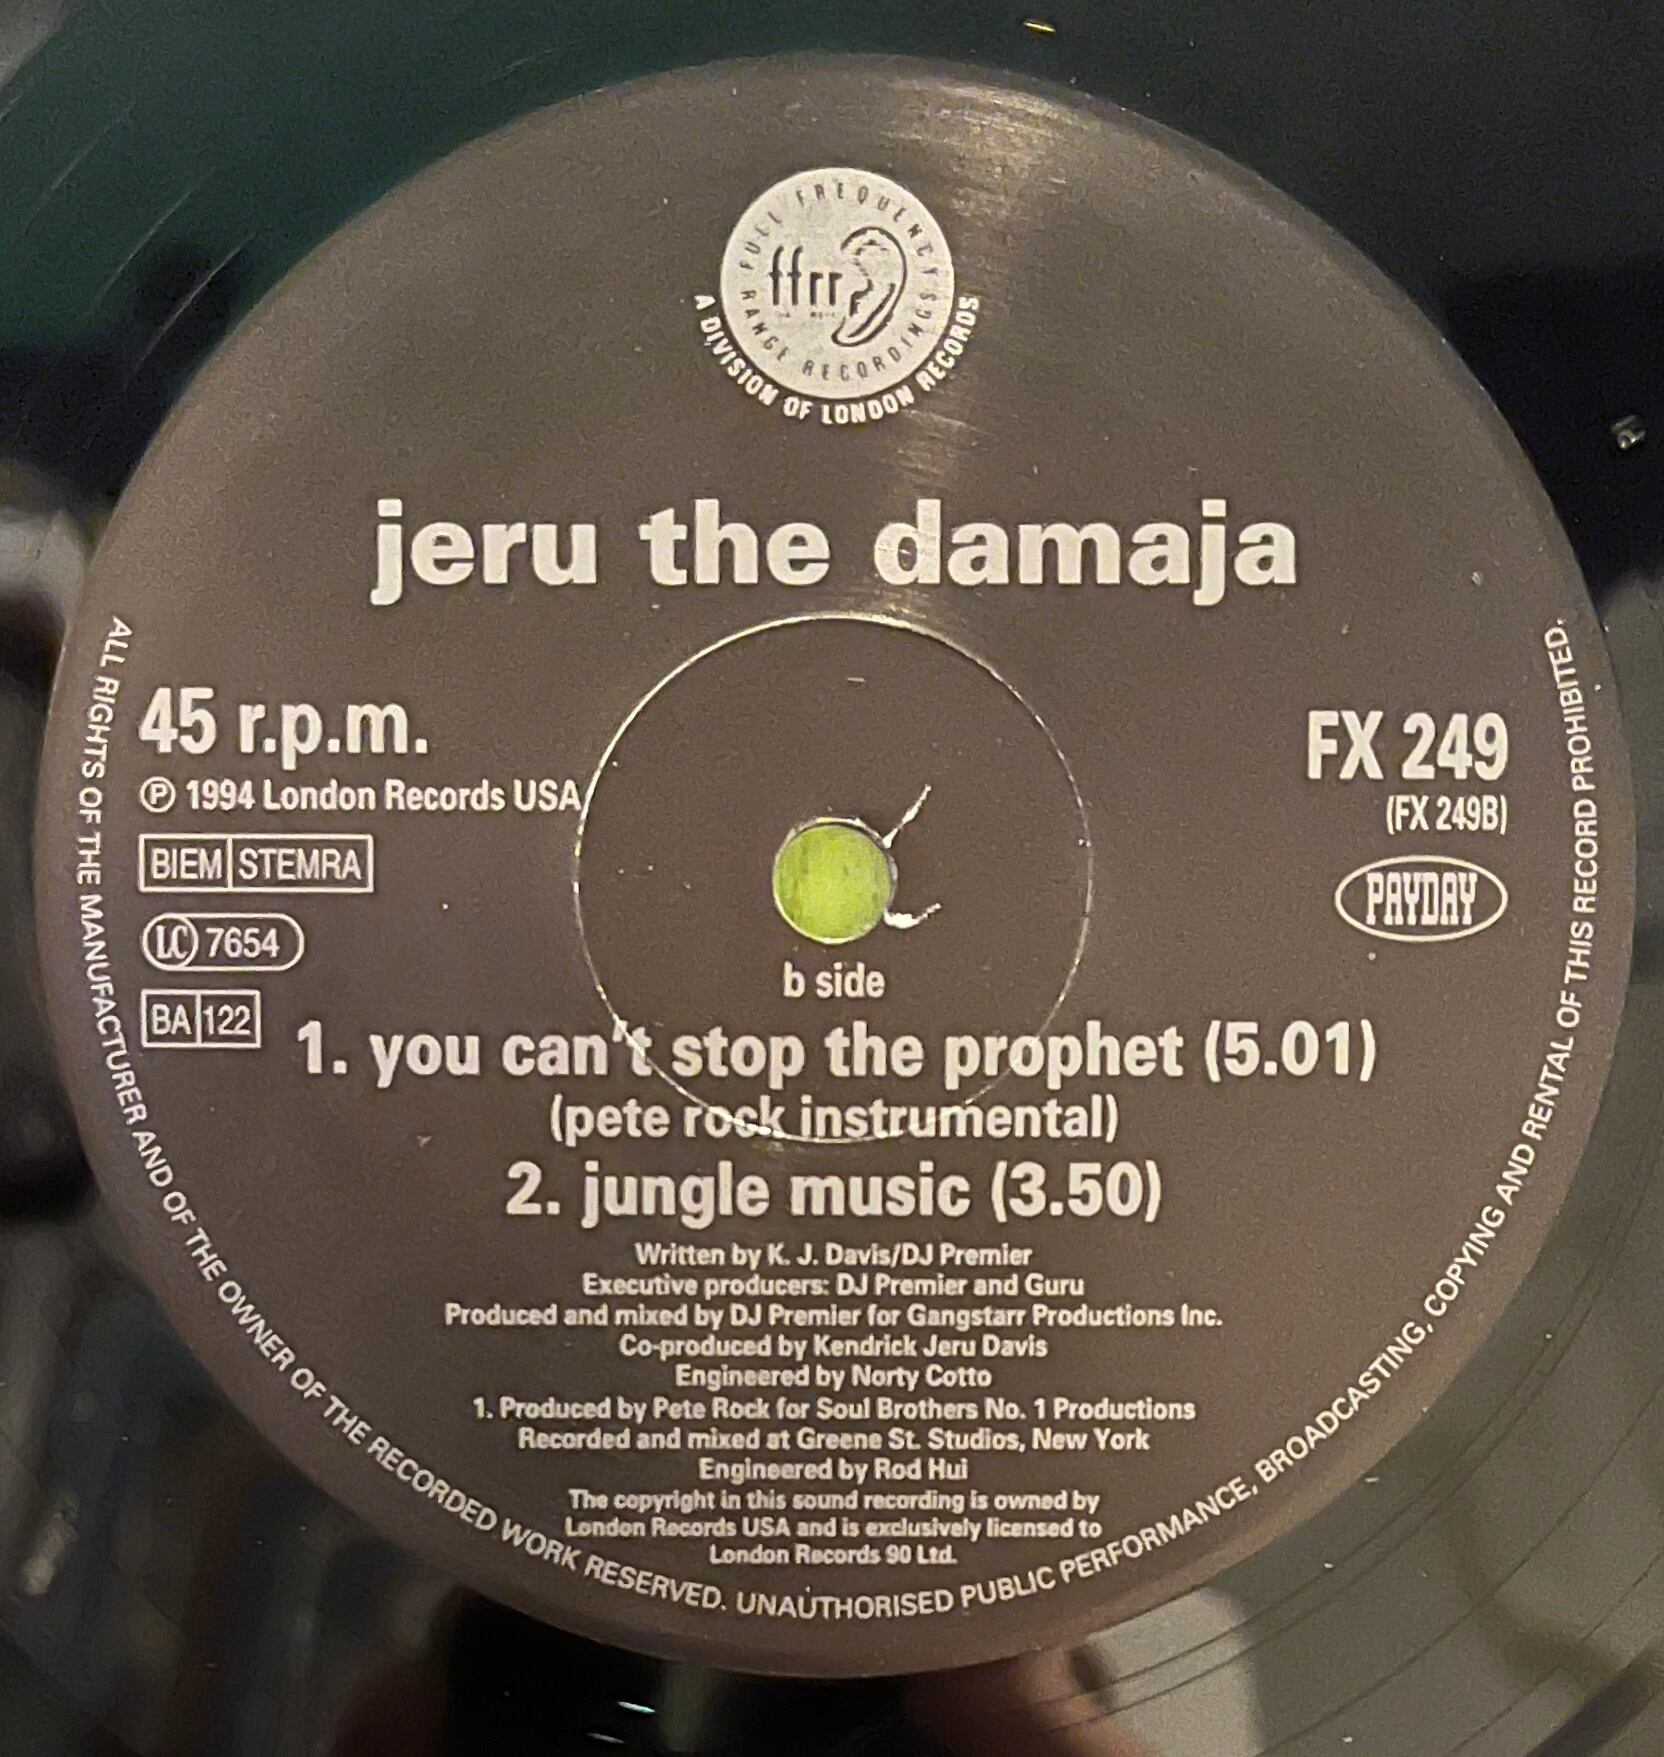 FULL FREQUENCY
ffrr
RANGE RECORDINGS
A DIVISION OF LONDON RECORDS
jeru the damaja
45 r.p.m.
℗ 1994 London Records USA
BIEM STEMRA
LC 7654
BA 122
FX 249
(FX 249B)
PAYDAY
b side
1. you can't stop the prophet (5.01)
(pete rock instrumental)
2. jungle music (3.50)
Written by K. J. Davis/DJ Premier
Executive producers: DJ Premier and Guru
Produced and mixed by DJ Premier for Gangstarr Productions Inc.
Co-produced by Kendrick Jeru Davis
Engineered by Norty Cotto
1. Produced by Pete Rock for Soul Brothers No. 1 Productions
Recorded and mixed at Greene St. Studios, New York
Engineered by Rod Hui
The copyright in this sound recording is owned by
London Records USA and is exclusively licensed to
London Records 90 Ltd.
ALL RIGHTS OF THE MANUFACTURER AND OF THE OWNER OF THE RECORDED WORK RESERVED. UNAUTHORISED PUBLIC PERFORMANCE, BROADCASTING, COPYING AND RENTAL OF THIS RECORD PROHIBITED.